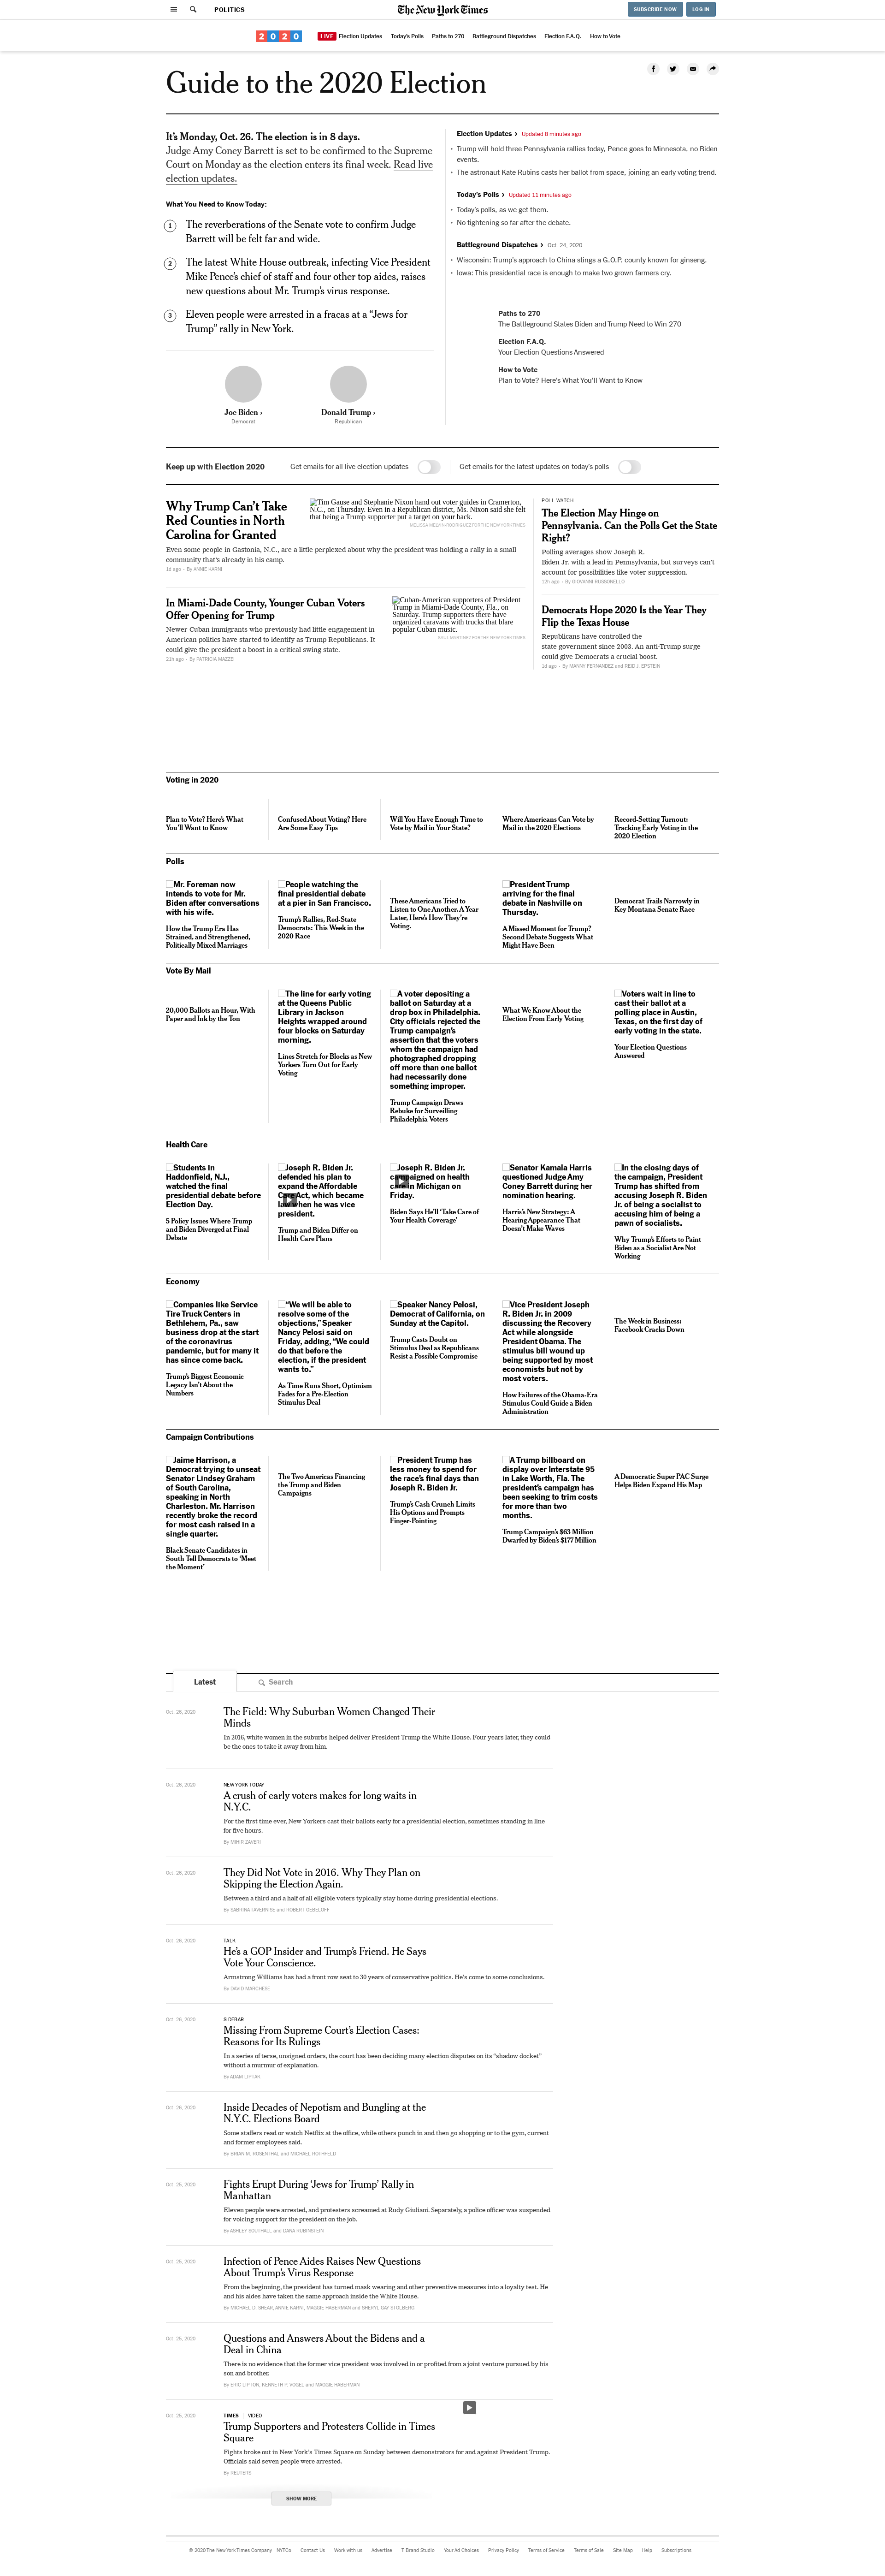 POLITICS
The New York Times
SUBSCRIBE NOW
LOG IN
2020
LIVE Election Updates
Today's Polls
Paths to 270
Battleground Dispatches
Election F.A.Q.
How to Vote
Guide to the 2020 Election
It's Monday, Oct. 26. The election is in 8 days.
Judge Amy Coney Barrett is set to be confirmed to the Supreme
Court on Monday as the election enters its final week. Read live
election updates.
What You Need to Know Today:
1
The reverberations of the Senate vote to confirm Judge
Barrett will be felt far and wide.
2
The latest White House outbreak, infecting Vice President
Mike Pence's chief of staff and four other top aides, raises
new questions about Mr. Trump's virus response.
3
Eleven people were arrested in a fracas at a "Jews for
Trump" rally in New York.
Joe Biden ›
Democrat
Donald Trump ›
Republican
Election Updates › Updated 8 minutes ago
• Trump will hold three Pennsylvania rallies today, Pence goes to Minnesota, no Biden
events.
• The astronaut Kate Rubins casts her ballot from space, joining an early voting trend.
Today's Polls › Updated 11 minutes ago
• Today's polls, as we get them.
• No tightening so far after the debate.
Battleground Dispatches › Oct. 24, 2020
• Wisconsin: Trump's approach to China stings a G.O.P. county known for ginseng.
• Iowa: This presidential race is enough to make two grown farmers cry.
Paths to 270
The Battleground States Biden and Trump Need to Win 270
Election F.A.Q.
Your Election Questions Answered
How to Vote
Plan to Vote? Here's What You'll Want to Know
Keep up with Election 2020
Get emails for all live election updates
Get emails for the latest updates on today's polls
Why Trump Can't Take
Red Counties in North
Carolina for Granted
Tim Gause and Stephanie Nixon hand out voter guides in Cramerton,
N.C., on Thursday. Even in a Republican district, Ms. Nixon said she felt
that being a Trump supporter put a target on your back.
MELISSA MELVIN-RODRIGUEZ FOR THE NEW YORK TIMES
Even some people in Gastonia, N.C., are a little perplexed about why the president was holding a rally in a small
community that's already in his camp.
1d ago · By ANNIE KARNI
In Miami-Dade County, Younger Cuban Voters
Offer Opening for Trump
Newer Cuban immigrants who previously had little engagement in
American politics have started to identify as Trump Republicans. It
could give the president a boost in a critical swing state.
21h ago · By PATRICIA MAZZEI
Cuban-American supporters of President
Trump in Miami-Dade County, Fla., on
Saturday. Trump supporters there have
organized caravans with trucks that blare
popular Cuban music.
SAUL MARTINEZ FOR THE NEW YORK TIMES
POLL WATCH
The Election May Hinge on
Pennsylvania. Can the Polls Get the State
Right?
Polling averages show Joseph R.
Biden Jr. with a lead in Pennsylvania, but surveys can't
account for possibilities like voter suppression.
12h ago · By GIOVANNI RUSSONELLO
Democrats Hope 2020 Is the Year They
Flip the Texas House
Republicans have controlled the
state government since 2003. An anti-Trump surge
could give Democrats a crucial boost.
1d ago · By MANNY FERNANDEZ and REID J. EPSTEIN
Voting in 2020
Plan to Vote? Here's What
You'll Want to Know
Confused About Voting? Here
Are Some Easy Tips
Will You Have Enough Time to
Vote by Mail in Your State?
Where Americans Can Vote by
Mail in the 2020 Elections
Record-Setting Turnout:
Tracking Early Voting in the
2020 Election
Polls
Mr. Foreman now
intends to vote for Mr.
Biden after conversations
with his wife.
How the Trump Era Has
Strained, and Strengthened,
Politically Mixed Marriages
People watching the
final presidential debate
at a pier in San Francisco.
Trump's Rallies, Red-State
Democrats: This Week in the
2020 Race
These Americans Tried to
Listen to One Another. A Year
Later, Here's How They're
Voting.
President Trump
arriving for the final
debate in Nashville on
Thursday.
A Missed Moment for Trump?
Second Debate Suggests What
Might Have Been
Democrat Trails Narrowly in
Key Montana Senate Race
Vote By Mail
20,000 Ballots an Hour, With
Paper and Ink by the Ton
The line for early voting
at the Queens Public
Library in Jackson
Heights wrapped around
four blocks on Saturday
morning.
Lines Stretch for Blocks as New
Yorkers Turn Out for Early
Voting
A voter depositing a
ballot on Saturday at a
drop box in Philadelphia.
City officials rejected the
Trump campaign's
assertion that the voters
whom the campaign had
photographed dropping
off more than one ballot
had necessarily done
something improper.
Trump Campaign Draws
Rebuke for Surveilling
Philadelphia Voters
What We Know About the
Election From Early Voting
Voters wait in line to
cast their ballot at a
polling place in Austin,
Texas, on the first day of
early voting in the state.
Your Election Questions
Answered
Health Care
Students in
Haddonfield, N.J.,
watched the final
presidential debate before
Election Day.
5 Policy Issues Where Trump
and Biden Diverged at Final
Debate
Joseph R. Biden Jr.
defended his plan to
expand the Affordable
Care Act, which became
law when he was vice
president.
Trump and Biden Differ on
Health Care Plans
Joseph R. Biden Jr.
campaigned on health
care in Michigan on
Friday.
Biden Says He'll 'Take Care of
Your Health Coverage'
Senator Kamala Harris
questioned Judge Amy
Coney Barrett during her
nomination hearing.
Harris's New Strategy: A
Hearing Appearance That
Doesn't Make Waves
In the closing days of
the campaign, President
Trump has shifted from
accusing Joseph R. Biden
Jr. of being a socialist to
accusing him of being a
pawn of socialists.
Why Trump's Efforts to Paint
Biden as a Socialist Are Not
Working
Economy
Companies like Service
Tire Truck Centers in
Bethlehem, Pa., saw
business drop at the start
of the coronavirus
pandemic, but for many it
has since come back.
Trump's Biggest Economic
Legacy Isn't About the
Numbers
"We will be able to
resolve some of the
objections," Speaker
Nancy Pelosi said on
Friday, adding, "We could
do that before the
election, if the president
wants to."
As Time Runs Short, Optimism
Fades for a Pre-Election
Stimulus Deal
Speaker Nancy Pelosi,
Democrat of California, on
Sunday at the Capitol.
Trump Casts Doubt on
Stimulus Deal as Republicans
Resist a Possible Compromise
Vice President Joseph
R. Biden Jr. in 2009
discussing the Recovery
Act while alongside
President Obama. The
stimulus bill wound up
being supported by most
economists but not by
most voters.
How Failures of the Obama-Era
Stimulus Could Guide a Biden
Administration
The Week in Business:
Facebook Cracks Down
Campaign Contributions
Jaime Harrison, a
Democrat trying to unseat
Senator Lindsey Graham
of South Carolina,
speaking in North
Charleston. Mr. Harrison
recently broke the record
for most cash raised in a
single quarter.
Black Senate Candidates in
South Tell Democrats to 'Meet
the Moment'
The Two Americas Financing
the Trump and Biden
Campaigns
President Trump has
less money to spend for
the race's final days than
Joseph R. Biden Jr.
Trump's Cash Crunch Limits
His Options and Prompts
Finger-Pointing
A Trump billboard on
display over Interstate 95
in Lake Worth, Fla. The
president's campaign has
been seeking to trim costs
for more than two
months.
Trump Campaign's $63 Million
Dwarfed by Biden's $177 Million
A Democratic Super PAC Surge
Helps Biden Expand His Map
Latest
Search
Oct. 26, 2020
The Field: Why Suburban Women Changed Their
Minds
In 2016, white women in the suburbs helped deliver President Trump the White House. Four years later, they could
be the ones to take it away from him.
Oct. 26, 2020
NEW YORK TODAY
A crush of early voters makes for long waits in
N.Y.C.
For the first time ever, New Yorkers cast their ballots early for a presidential election, sometimes standing in line
for five hours.
By MIHIR ZAVERI
Oct. 26, 2020
They Did Not Vote in 2016. Why They Plan on
Skipping the Election Again.
Between a third and a half of all eligible voters typically stay home during presidential elections.
By SABRINA TAVERNISE and ROBERT GEBELOFF
Oct. 26, 2020
TALK
He's a GOP Insider and Trump's Friend. He Says
Vote Your Conscience.
Armstrong Williams has had a front row seat to 30 years of conservative politics. He's come to some conclusions.
By DAVID MARCHESE
Oct. 26, 2020
SIDEBAR
Missing From Supreme Court's Election Cases:
Reasons for Its Rulings
In a series of terse, unsigned orders, the court has been deciding many election disputes on its "shadow docket"
without a murmur of explanation.
By ADAM LIPTAK
Oct. 26, 2020
Inside Decades of Nepotism and Bungling at the
N.Y.C. Elections Board
Some staffers read or watch Netflix at the office, while others punch in and then go shopping or to the gym, current
and former employees said.
By BRIAN M. ROSENTHAL and MICHAEL ROTHFELD
Oct. 25, 2020
Fights Erupt During 'Jews for Trump' Rally in
Manhattan
Eleven people were arrested, and protesters screamed at Rudy Giuliani. Separately, a police officer was suspended
for voicing support for the president on the job.
By ASHLEY SOUTHALL and DANA RUBINSTEIN
Oct. 25, 2020
Infection of Pence Aides Raises New Questions
About Trump's Virus Response
From the beginning, the president has turned mask wearing and other preventive measures into a loyalty test. He
and his aides have taken the same approach inside the White House.
By MICHAEL D. SHEAR, ANNIE KARNI, MAGGIE HABERMAN and SHERYL GAY STOLBERG
Oct. 25, 2020
Questions and Answers About the Bidens and a
Deal in China
There is no evidence that the former vice president was involved in or profited from a joint venture pursued by his
son and brother.
By ERIC LIPTON, KENNETH P. VOGEL and MAGGIE HABERMAN
Oct. 25, 2020
TIMES | VIDEO
Trump Supporters and Protesters Collide in Times
Square
Fights broke out in New York's Times Square on Sunday between demonstrators for and against President Trump.
Officials said seven people were arrested.
By REUTERS
SHOW MORE
© 2020 The New York Times Company
NYTCo
Contact Us
Work with us
Advertise
T Brand Studio
Your Ad Choices
Privacy Policy
Terms of Service
Terms of Sale
Site Map
Help
Subscriptions